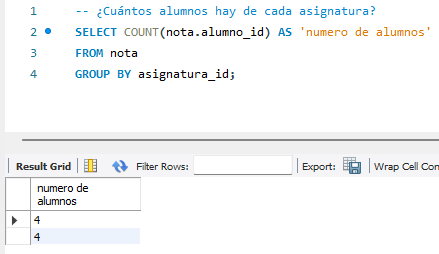 1 -- ¿Cuántos alumnos hay de cada asignatura?
2 SELECT COUNT(nota.alumno_id) AS 'numero de alumnos'
3 FROM nota
4 GROUP BY asignatura_id;
Result Grid Filter Rows: Export: Wrap Cell Con
numero de
alumnos
4
4